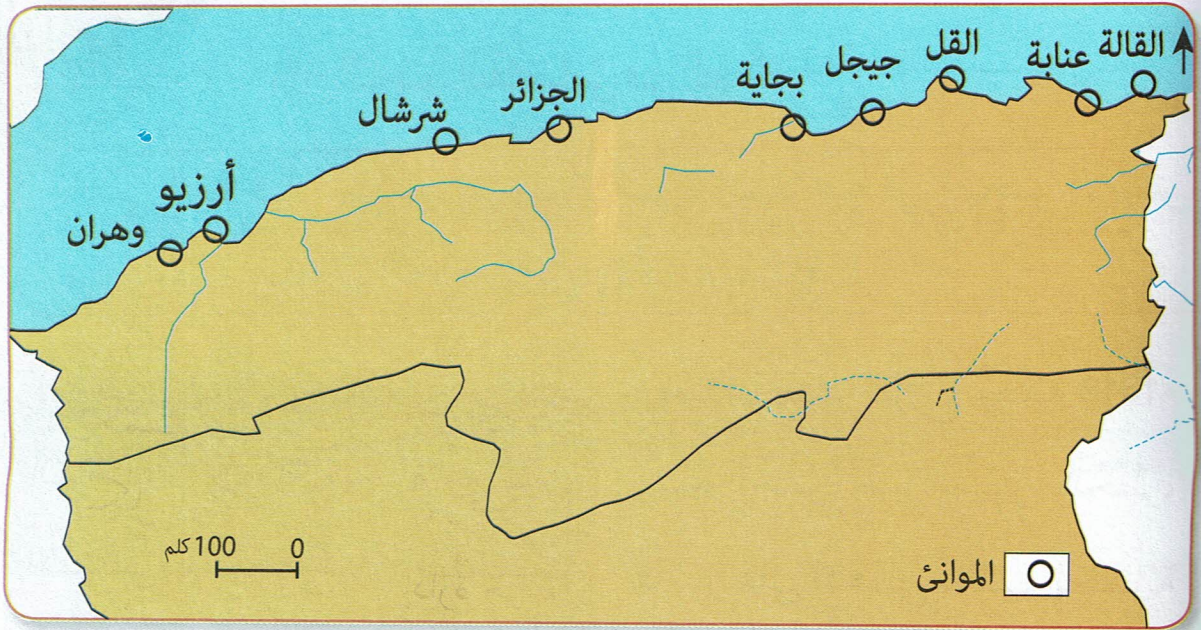 القالة
عنابة
القل
جيجل
بجاية
الجزائر
شرشال
أرزيو
وهران
0 100 كلم
الموانئ